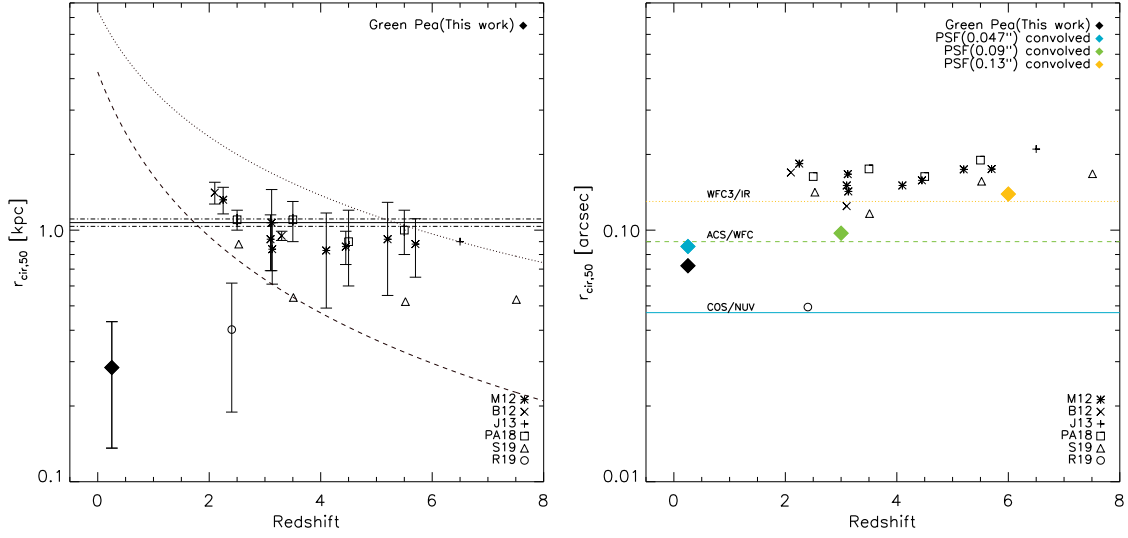 Green Pea(This work)
r_cir,50 [kpc]
1.0
0.1
M12
B12
J13
PA18
S19
R19
0 2 4 6 8
Redshift
Green Pea(This work)
PSF(0.047") convolved
PSF(0.09") convolved
PSF(0.13") convolved
r_cir,50 [arcsec]
0.10
0.01
WFC3/IR
ACS/WFC
COS/NUV
M12
B12
J13
PA18
S19
R19
0 2 4 6 8
Redshift